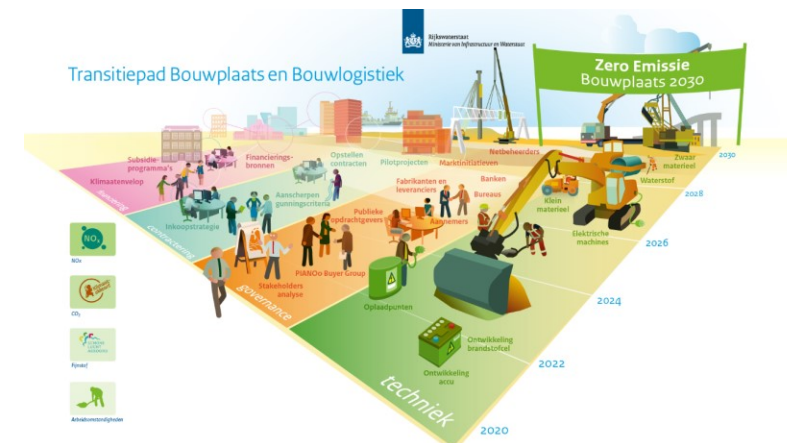 Rijkswaterstaat
Ministerie van Infrastructuur en Waterstaat
Transitiepad Bouwplaats en Bouwlogistiek
Zero Emissie
Bouwplaats 2030
Subsidie-
programma's
Klimaatenvelop
Financierings-
bronnen
Opstellen
contracten
Pilotprojecten
Marktinitiatieven
Netbeheerders
Zwaar
materieel
2030
Waterstof
2028
Aanscherpen
gunningscriteria
Fabrikanten en
leveranciers
Banken
Bureaus
Klein
materieel
Inkoopstrategie
Publieke
opdrachtgevers
Aannemers
Elektrische
machines
2026
financiering
contractering
governance
techniek
PIANOo Buyer Group
Stakeholders
analyse
Oplaadpunten
2024
Ontwikkeling
brandstofcel
Ontwikkeling
accu
2022
2020
NOx
NOx
CO₂
Fijnstof
Arbeidsomstandigheden